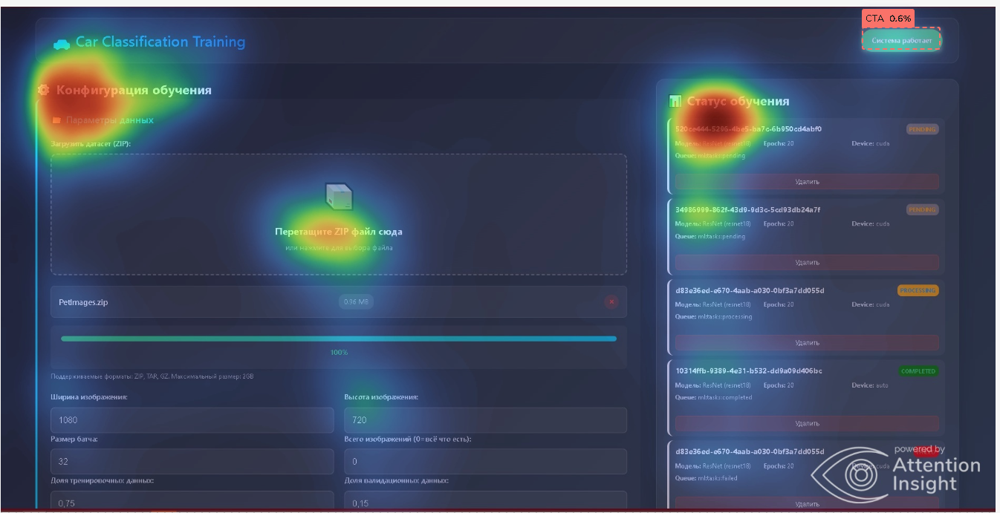 CTA 0.6%
Car Classification Training
Система работает
Конфигурация обучения
Параметры данных
Загрузить датасет (ZIP):
Перетащите ZIP файл сюда
или нажмите для выбора файла
PetImages.zip
0.96 MB
×
100%
Поддерживаемые форматы: ZIP, TAR, GZ. Максимальный размер: 2GB
Ширина изображения:
Высота изображения:
1080
720
Размер батча:
Всего изображений (0=всё что есть):
32
0
Доля тренировочных данных:
Доля валидационных данных:
0,75
0,15
Статус обучения
520ce444-5296-4be5-ba7c-6b950cd4abf0
PENDING
Модель: ResNet (resnet18) Epochs: 20 Device: cuda
Queue: ml:tasks:pending
Удалить
34986999-862f-43d9-9d3c-5cd93db24a7f
PENDING
Модель: ResNet (resnet18) Epochs: 20 Device: cuda
Queue: ml:tasks:pending
Удалить
d83e36ed-e670-4aab-a030-0bf3a7dd055d
PROCESSING
Модель: ResNet (resnet18) Epochs: 20 Device: cuda
Queue: ml:tasks:processing
Удалить
10314ffb-9389-4e31-b532-dd9a09d406bc
COMPLETED
Модель: ResNet (resnet18) Epochs: 20 Device: auto
Queue: ml:tasks:completed
Удалить
d83e36ed-e670-4aab-a030-0bf3a7dd055d
Модель: ResNet (resnet18) Epochs: 20 Device: cuda
Queue: ml:tasks:failed
Удалить
powered by
Attention
Insight